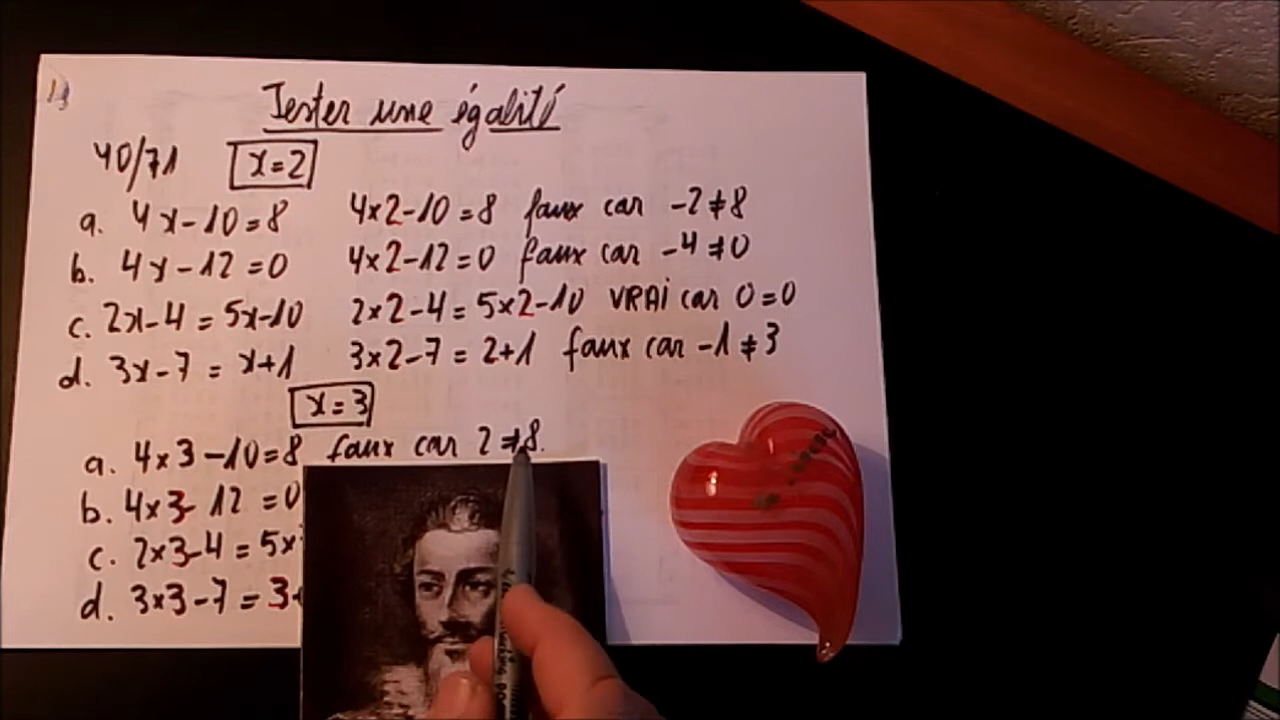 Tester une égalité
40/71 x=2
a. 4x-10=8 4×2-10=8 faux car -2≠8
b. 4x-12=0 4×2-12=0 faux car -4≠0
c. 2x-4=5x-10 2×2-4=5×2-10 VRAI car 0=0
d. 3x-7=x+1 3×2-7=2+1 faux car -1≠3
x=3
a. 4×3-10=8 faux car 2≠8.
b. 4×3-12=0
c. 2×3-4=5×
d. 3×3-7=3+